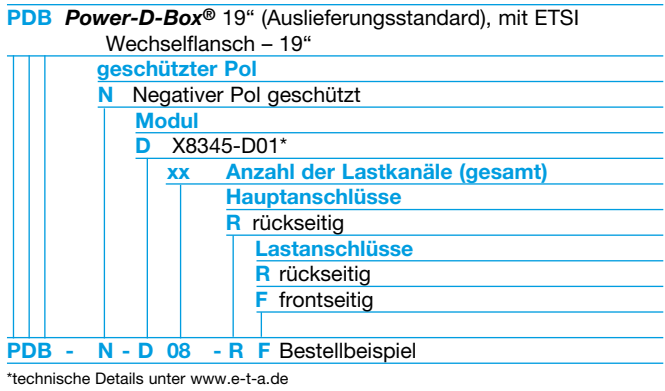 PDB Power-D-Box® 19“ (Auslieferungsstandard), mit ETSI
Wechselflansch – 19“
geschützter Pol
N Negativer Pol geschützt
Modul
D X8345-D01*
xx Anzahl der Lastkanäle (gesamt)
Hauptanschlüsse
R rückseitig
Lastanschlüsse
R rückseitig
F frontseitig
PDB - N - D 08 - R F Bestellbeispiel
*technische Details unter www.e-t-a.de